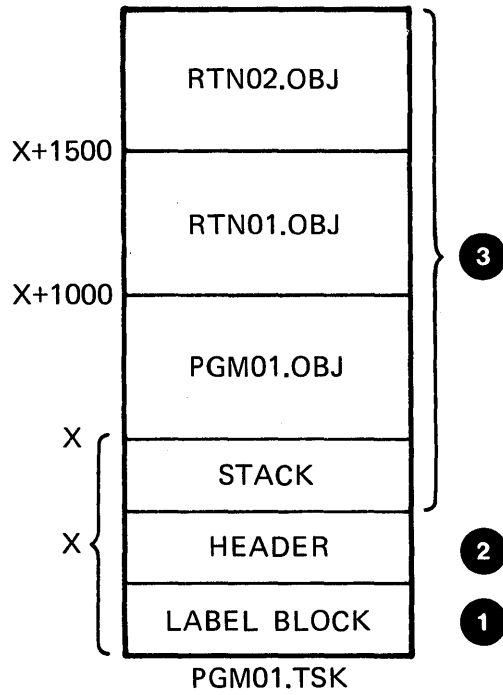 RTN02.OBJ
X+1500
RTN01.OBJ
3
X+1000
PGM01.OBJ
X
STACK
X
HEADER
2
LABEL BLOCK
1
PGM01.TSK